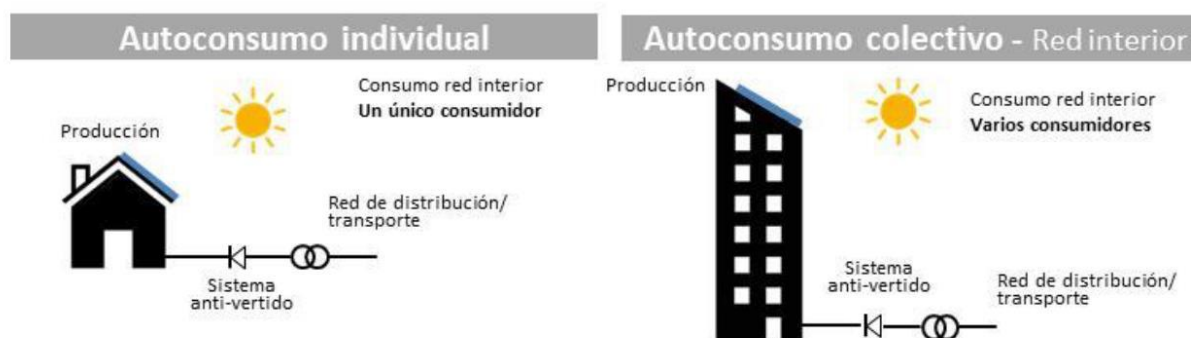 Autoconsumo individual
Consumo red interior
Un único consumidor
Producción
Red de distribución/
transporte
Sistema
anti-vertido
Autoconsumo colectivo - Red interior
Producción
Consumo red interior
Varios consumidores
Sistema
anti-vertido
Red de distribución/
transporte